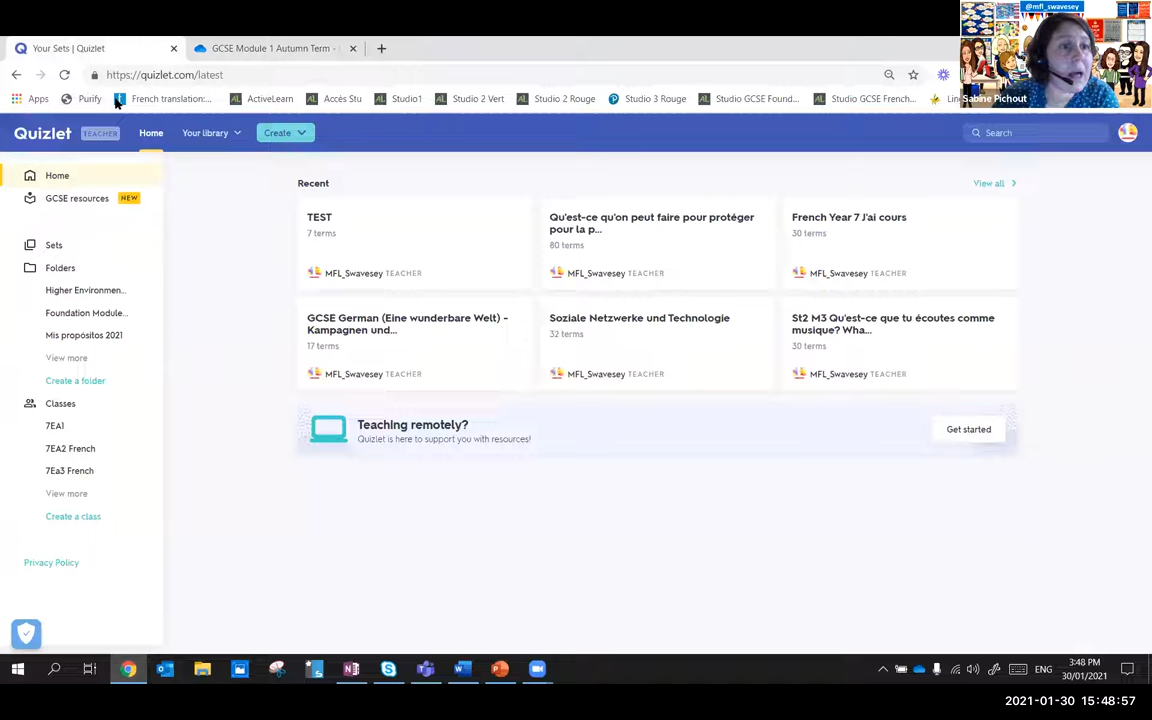 @mfl_swavesey
Your Sets | Quizlet
GCSE Module 1 Autumn Term -
https://quizlet.com/latest
Apps
Purify
French translation:...
ActiveLearn
Accès Stu
Studio1
Studio 2 Vert
Studio 2 Rouge
Studio 3 Rouge
Studio GCSE Found...
Studio GCSE French...
Sabine Pichout
Quizlet
TEACHER
Home
Your library
Create
Search
Home
GCSE resources
NEW
Sets
Folders
Higher Environmen...
Foundation Module...
Mis propósitos 2021
View more
Create a folder
Classes
7EA1
7EA2 French
7Ea3 French
View more
Create a class
Privacy Policy
Recent
View all
TEST
7 terms
MFL_Swavesey TEACHER
Qu'est-ce qu'on peut faire pour protéger
pour la p...
80 terms
MFL_Swavesey TEACHER
French Year 7 J'ai cours
30 terms
MFL_Swavesey TEACHER
GCSE German (Eine wunderbare Welt) -
Kampagnen und...
17 terms
MFL_Swavesey TEACHER
Soziale Netzwerke und Technologie
32 terms
MFL_Swavesey TEACHER
St2 M3 Qu'est-ce que tu écoutes comme
musique? Wha...
30 terms
MFL_Swavesey TEACHER
Teaching remotely?
Quizlet is here to support you with resources!
Get started
ENG
3:48 PM
30/01/2021
2021-01-30 15:48:57